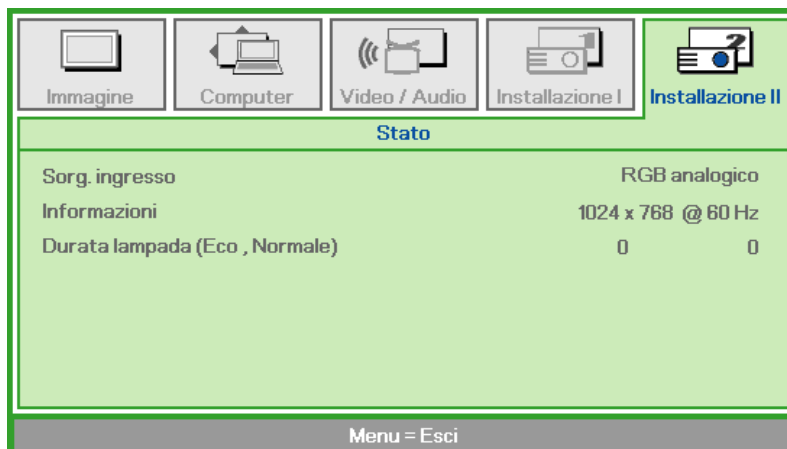 Immagine
Computer
Video / Audio
Installazione I
Installazione II
Stato
Sorg. ingresso RGB analogico
Informazioni 1024 x 768 @ 60 Hz
Durata lampada (Eco , Normale) 0 0
Menu = Esci